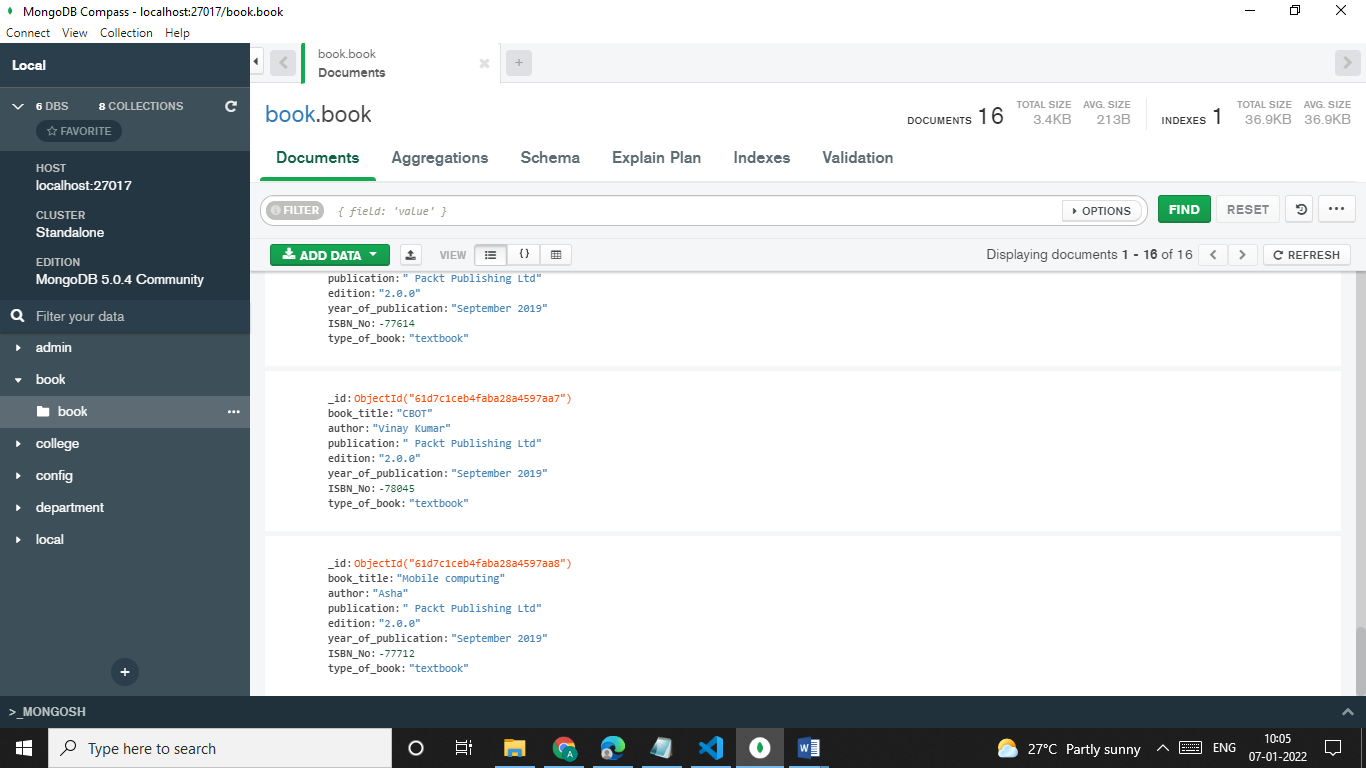 MongoDB Compass - localhost:27017/book.book
Connect View Collection Help
Local
6 DBS 8 COLLECTIONS
FAVORITE
HOST
localhost:27017
CLUSTER
Standalone
EDITION
MongoDB 5.0.4 Community
Filter your data
admin
book
book
college
config
department
local
book.book
Documents
book.book
DOCUMENTS 16 TOTAL SIZE 3.4KB AVG. SIZE 213B INDEXES 1 TOTAL SIZE 36.9KB AVG. SIZE 36.9KB
Documents Aggregations Schema Explain Plan Indexes Validation
FILTER { field: 'value' } OPTIONS FIND RESET
ADD DATA VIEW { } Displaying documents 1 - 16 of 16 REFRESH
publication: " Packt Publishing Ltd"
edition: "2.0.0"
year_of_publication: "September 2019"
ISBN_No: -77614
type_of_book: "textbook"
_id: ObjectId("61d7c1ceb4faba28a4597aa7")
book_title: "CBOT"
author: "Vinay Kumar"
publication: " Packt Publishing Ltd"
edition: "2.0.0"
year_of_publication: "September 2019"
ISBN_No: -78045
type_of_book: "textbook"
_id: ObjectId("61d7c1ceb4faba28a4597aa8")
book_title: "Mobile computing"
author: "Asha"
publication: " Packt Publishing Ltd"
edition: "2.0.0"
year_of_publication: "September 2019"
ISBN_No: -77712
type_of_book: "textbook"
>_MONGOSH
Type here to search
27°C Partly sunny
ENG
10:05
07-01-2022